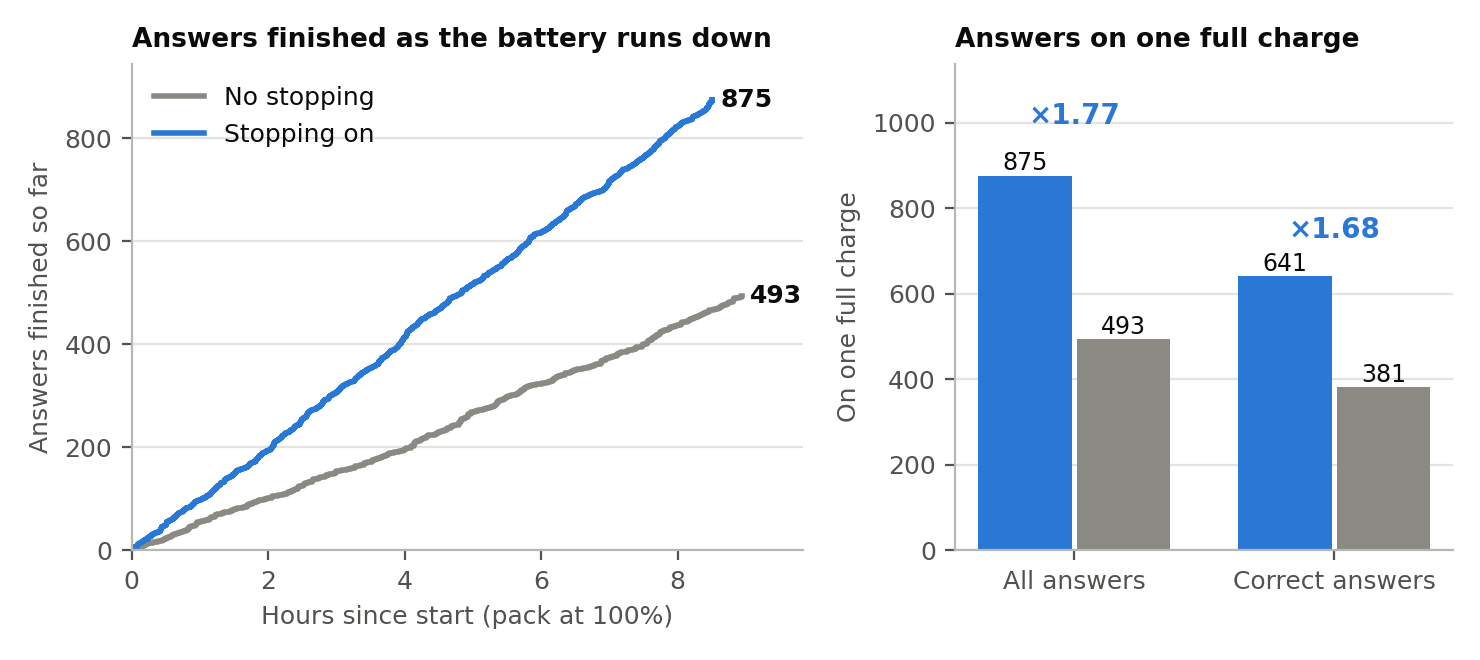 Answers finished as the battery runs down
No stopping
Stopping on
875
493
800
600
400
200
0
Answers finished so far
0 2 4 6 8
Hours since start (pack at 100%)
Answers on one full charge
×1.77
×1.68
875
493
641
381
1000
800
600
400
200
0
On one full charge
All answers
Correct answers